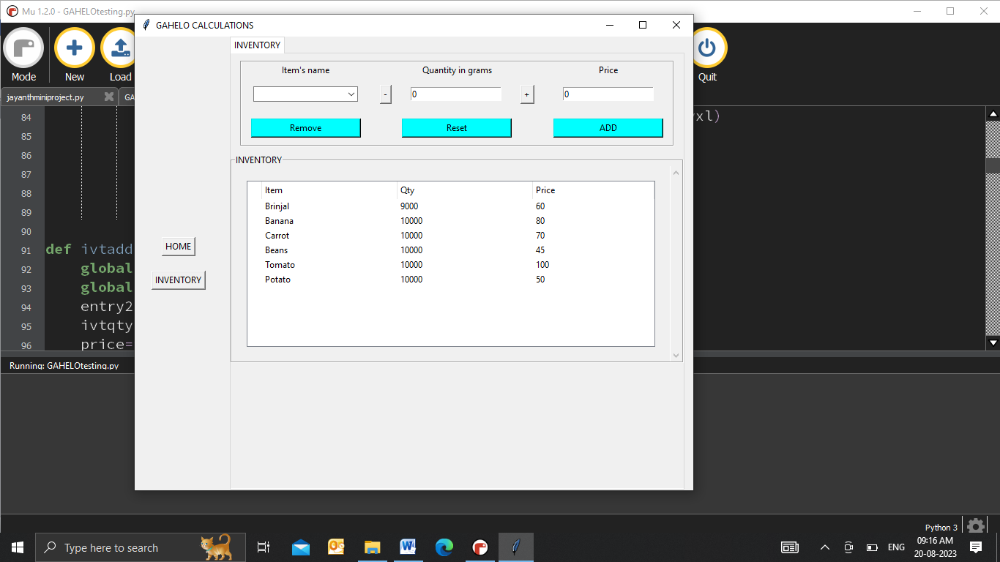 Mu 1.2.0 - GAHELOtesting.py
GAHELO CALCULATIONS
Mode
New
Load
Quit
jayanthminiproject.py
GA
INVENTORY
Item's name
Quantity in grams
Price
-
0
+
0
Remove
Reset
ADD
INVENTORY
Item Qty Price
Brinjal 9000 60
Banana 10000 80
Carrot 10000 70
Beans 10000 45
Tomato 10000 100
Potato 10000 50
HOME
INVENTORY
84 xl)
85
86
87
88
89
90
91 def ivtadd
92 global
93 global
94 entry2
95 ivtqty
96 price=
Running: GAHELOtesting.py
Python 3
Type here to search
ENG
09:16 AM
20-08-2023